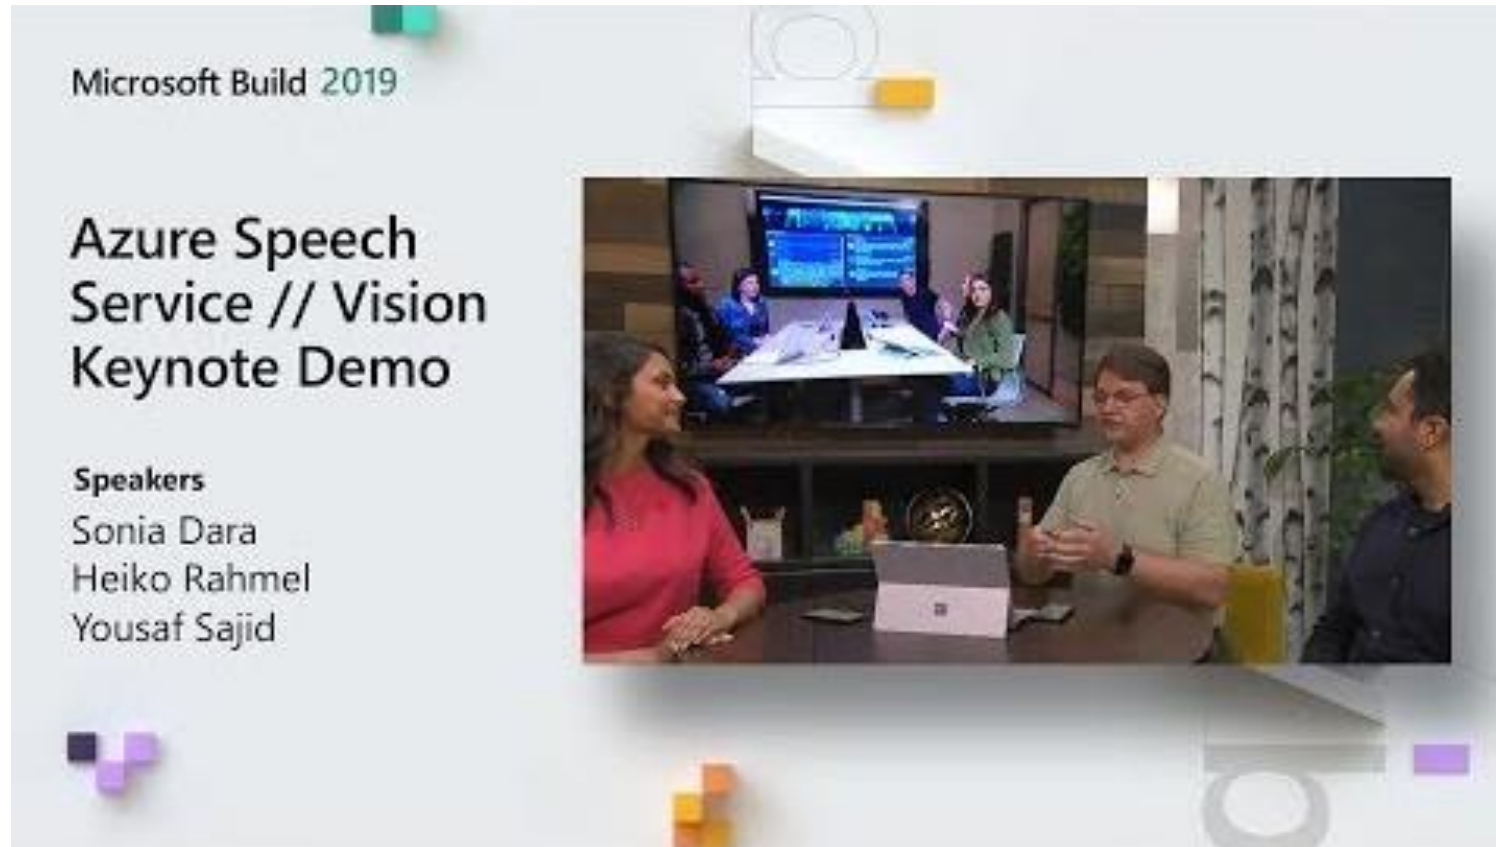 Microsoft Build 2019
Azure Speech
Service // Vision
Keynote Demo
Speakers
Sonia Dara
Heiko Rahmel
Yousaf Sajid